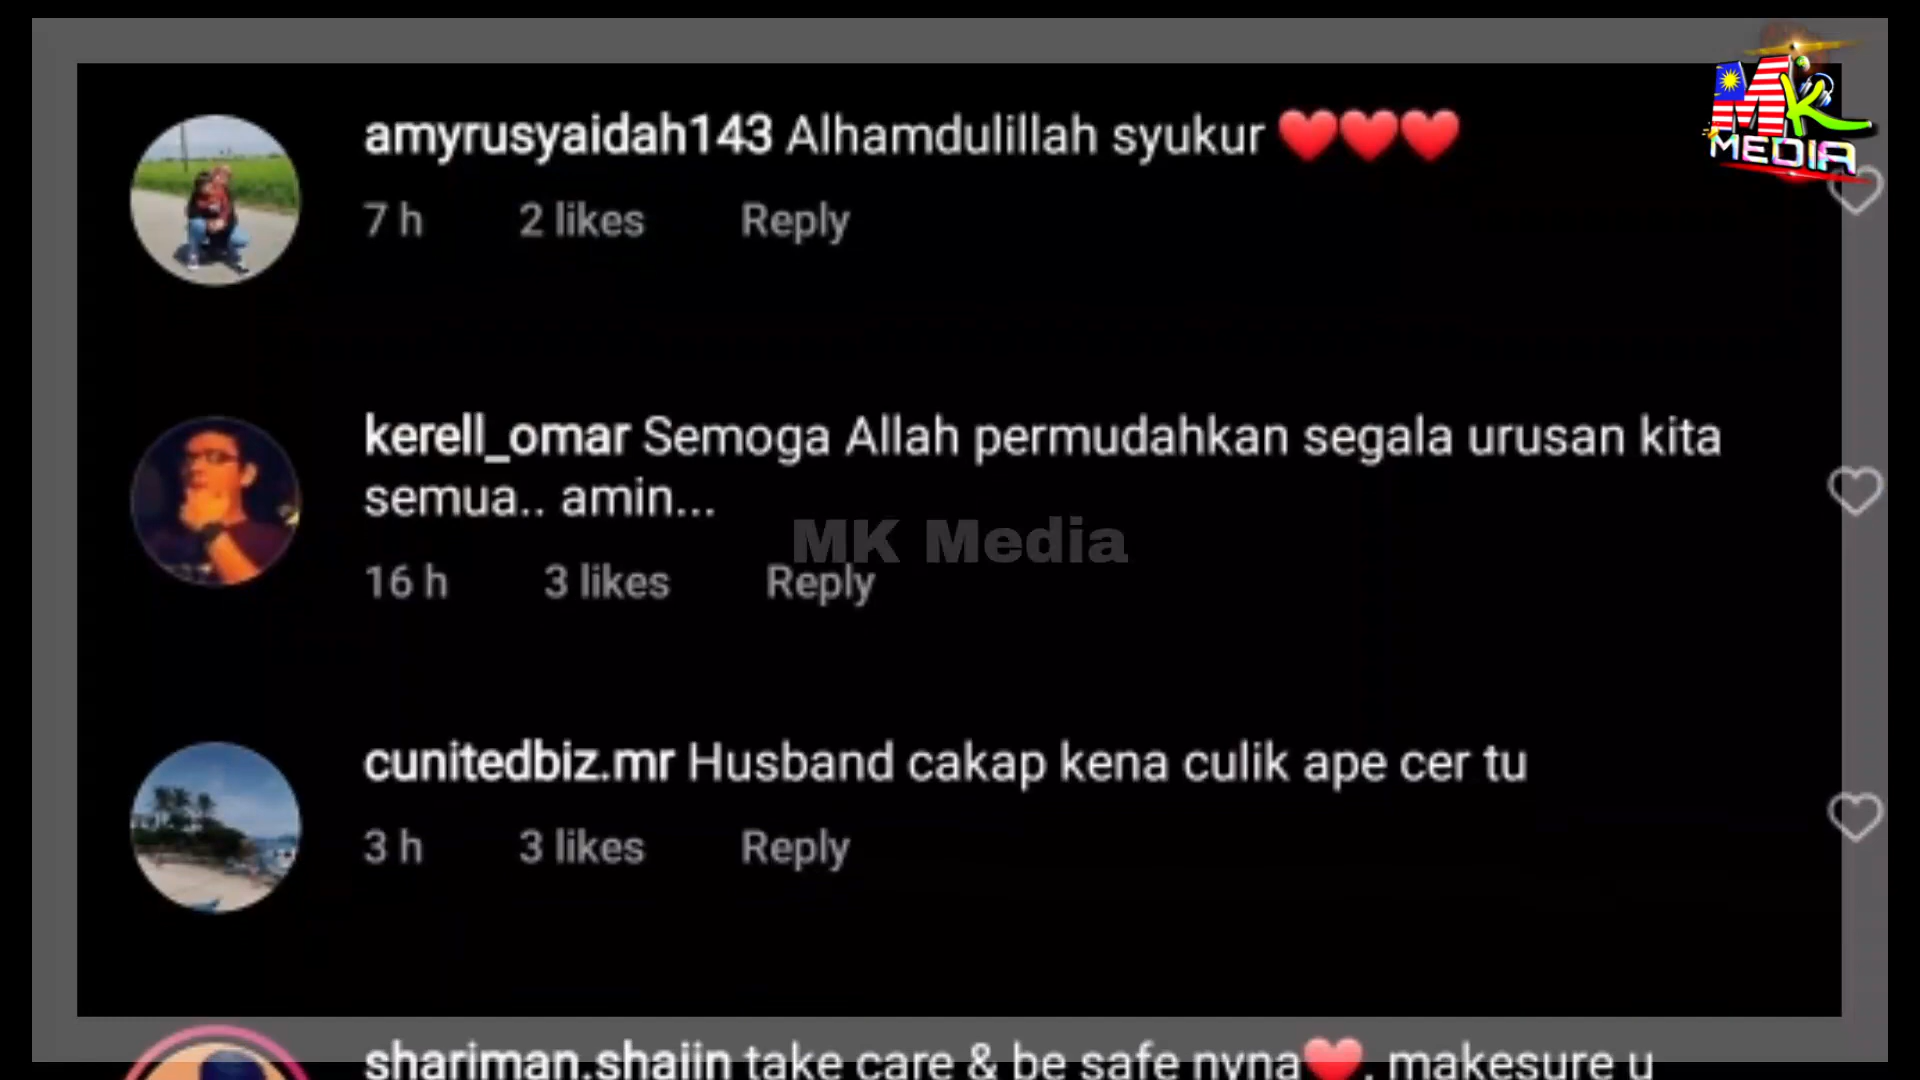 MK
MEDIA
amyrusyaidah143 Alhamdulillah syukur ❤️❤️❤️
7 h 2 likes Reply
kerell_omar Semoga Allah permudahkan segala urusan kita
semua.. amin...
MK Media
16 h 3 likes Reply
cunitedbiz.mr Husband cakap kena culik ape cer tu
3 h 3 likes Reply
shariman.shajin take care & be safe nyna❤️, makesure u